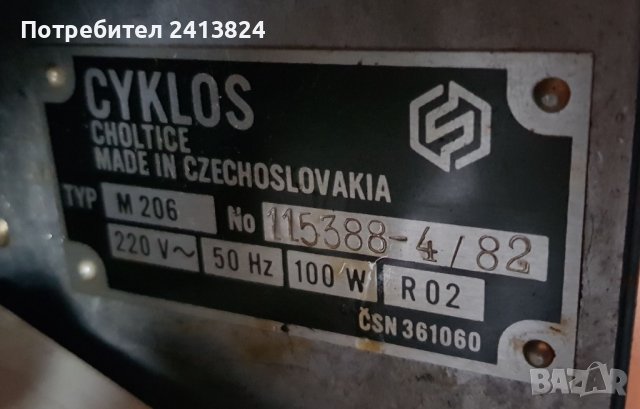 Потребител 2413824
CYKLOS
CHOLTICE
MADE IN CZECHOSLOVAKIA
TYP M 206 No 115388-4/82
220 V~ 50 Hz 100 W R 02
ČSN 361060
BAZAR